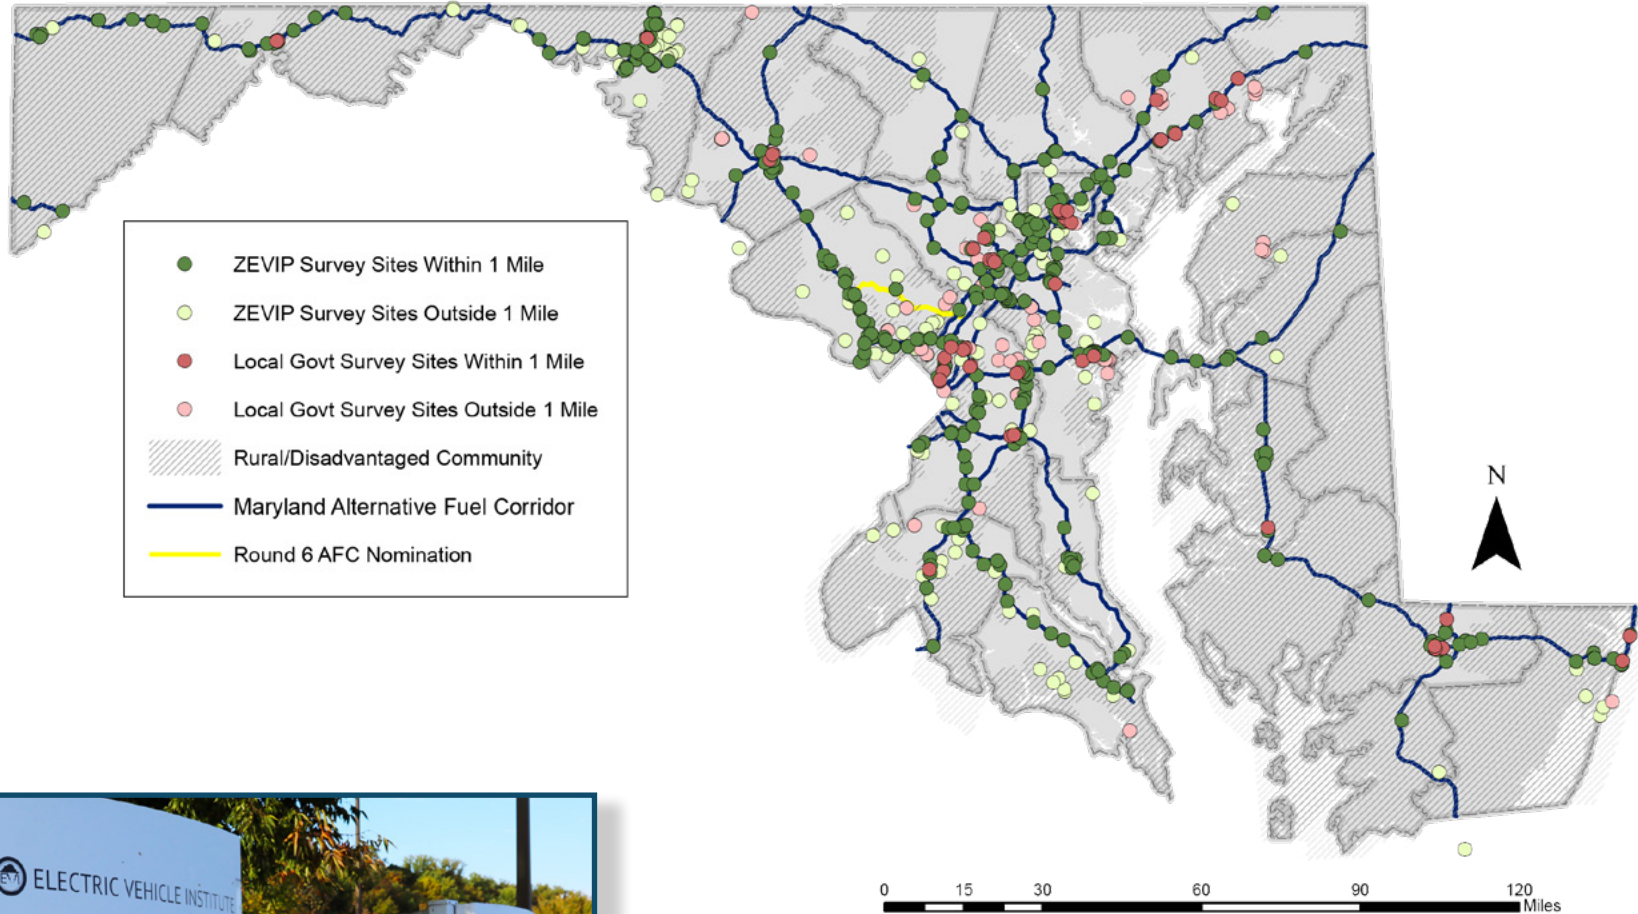 ZEVIP Survey Sites Within 1 Mile
ZEVIP Survey Sites Outside 1 Mile
Local Govt Survey Sites Within 1 Mile
Local Govt Survey Sites Outside 1 Mile
Rural/Disadvantaged Community
Maryland Alternative Fuel Corridor
Round 6 AFC Nomination
N
EVI ELECTRIC VEHICLE INSTITUTE
0 15 30 60 90 120
Miles